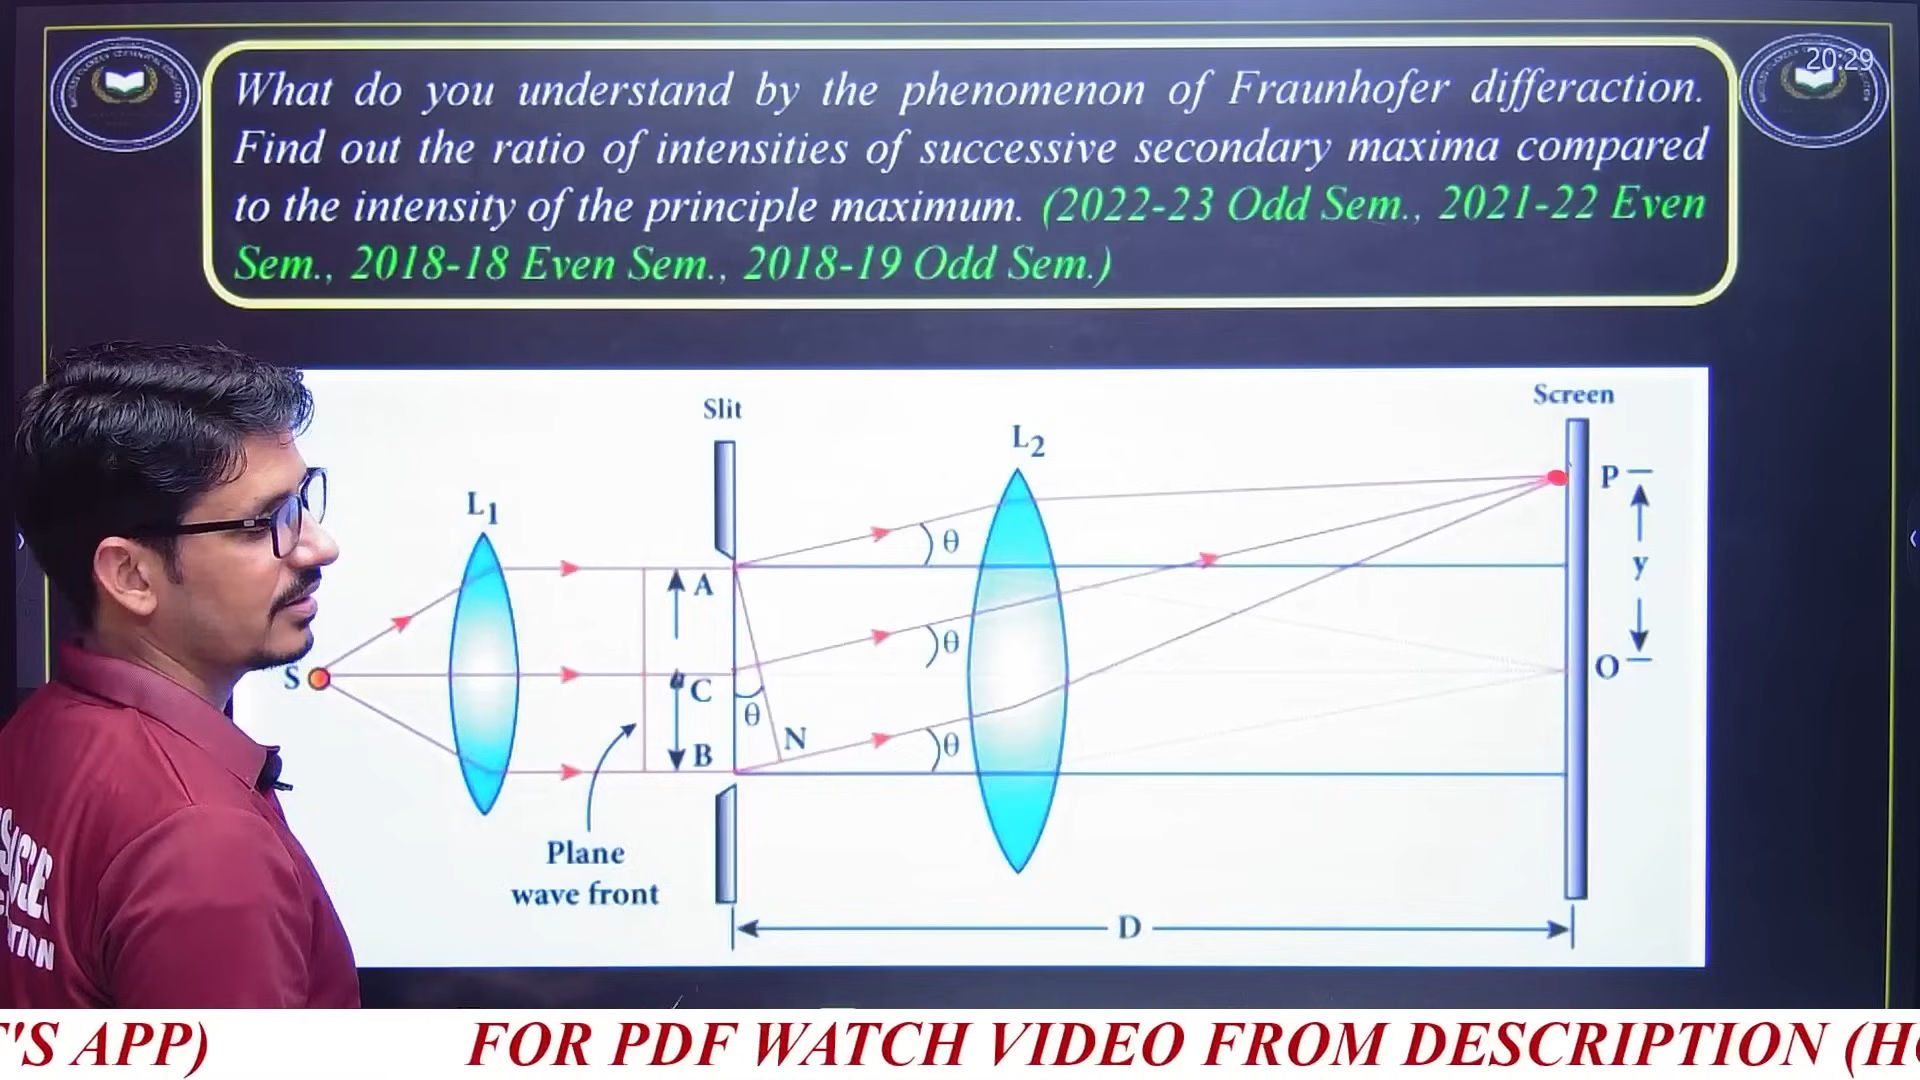 20:29
What do you understand by the phenomenon of Fraunhofer differaction.
Find out the ratio of intensities of successive secondary maxima compared
to the intensity of the principle maximum. (2022-23 Odd Sem., 2021-22 Even
Sem., 2018-18 Even Sem., 2018-19 Odd Sem.)
Slit
Screen
L2
L1
P
θ
A
y
S
C
θ
O
θ
N
B
θ
Plane
wave front
D
'S APP) FOR PDF WATCH VIDEO FROM DESCRIPTION (H